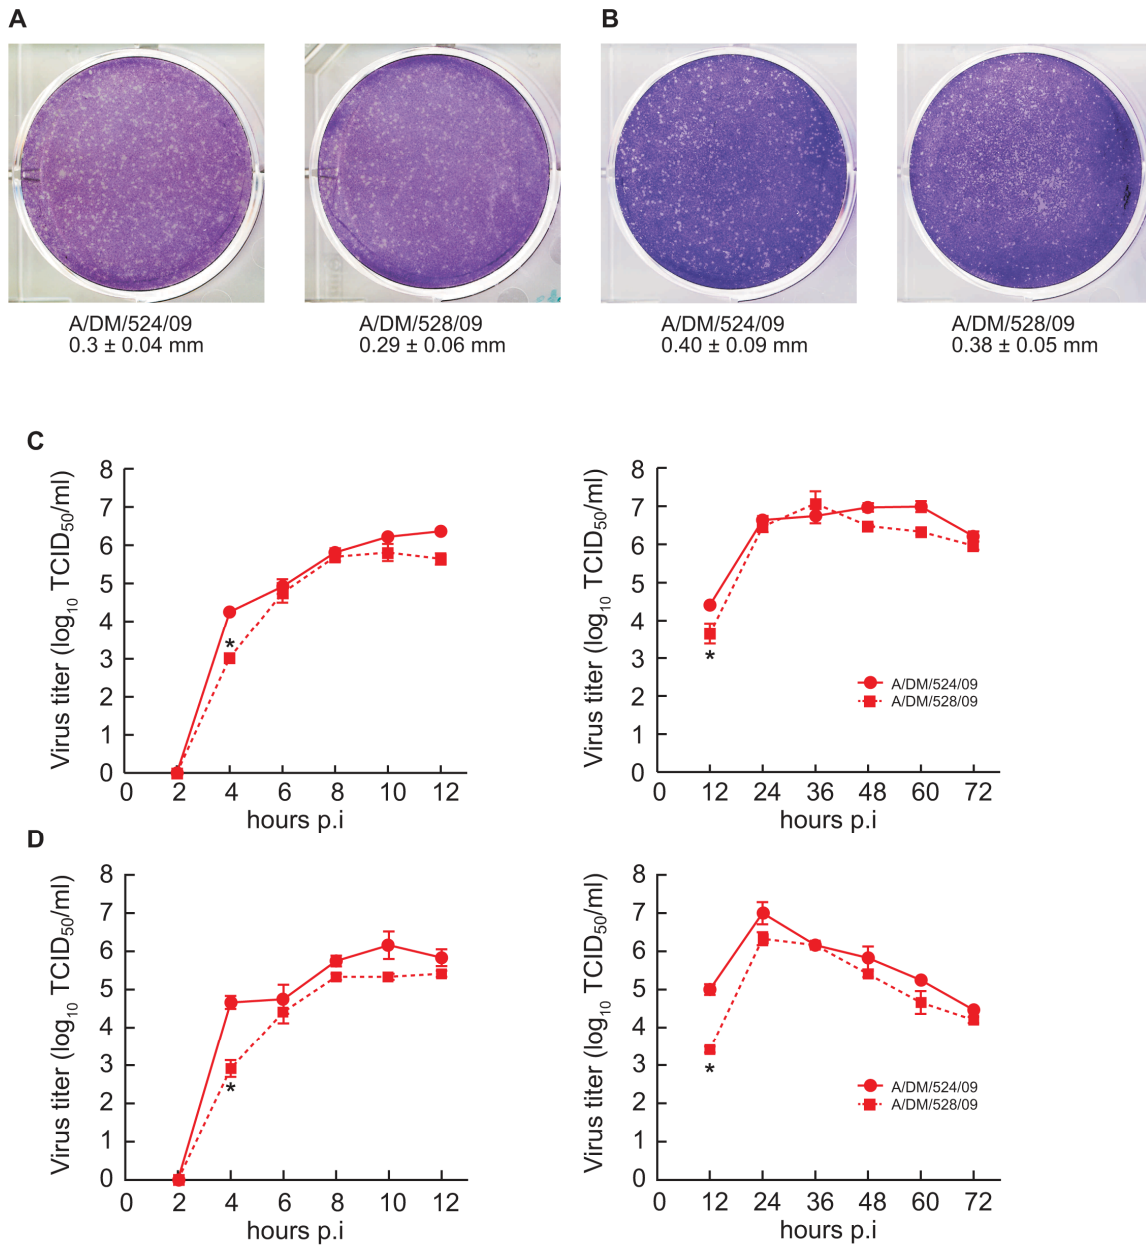 A
B
A/DM/524/09
0.3 ± 0.04 mm
A/DM/528/09
0.29 ± 0.06 mm
A/DM/524/09
0.40 ± 0.09 mm
A/DM/528/09
0.38 ± 0.05 mm
C
Virus titer (log10 TCID50/ml)
8
7
6
5
4
3
2
1
0
*
0 2 4 6 8 10 12
hours p.i
Virus titer (log10 TCID50/ml)
8
7
6
5
4
3
2
1
0
*
A/DM/524/09
A/DM/528/09
0 12 24 36 48 60 72
hours p.i
D
Virus titer (log10 TCID50/ml)
8
7
6
5
4
3
2
1
0
*
0 2 4 6 8 10 12
hours p.i
Virus titer (log10 TCID50/ml)
8
7
6
5
4
3
2
1
0
*
A/DM/524/09
A/DM/528/09
0 12 24 36 48 60 72
hours p.i